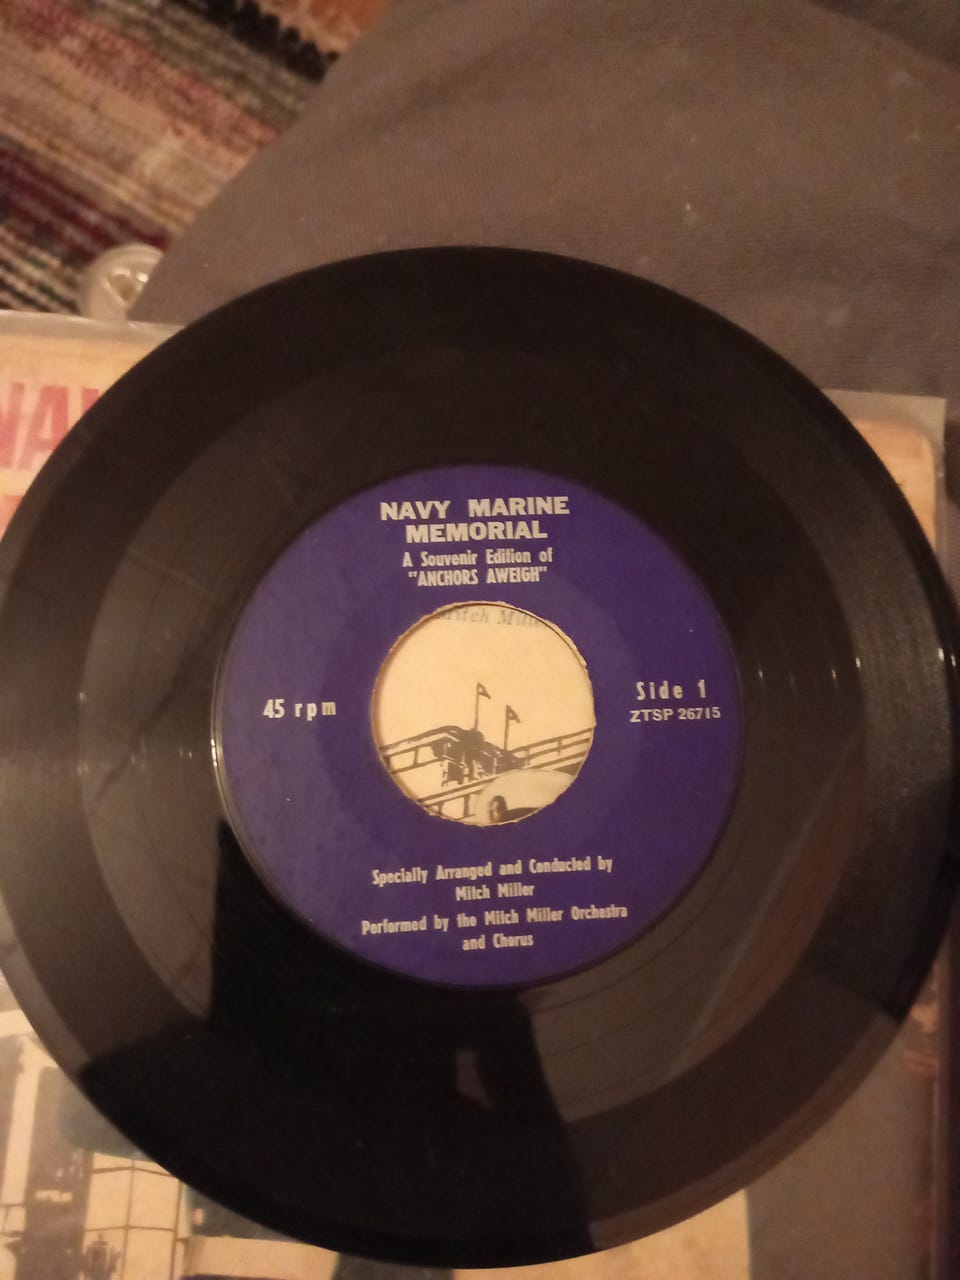 NAVY MARINE
MEMORIAL
A Souvenir Edition of
"ANCHORS AWEIGH"
Mitch
45 rpm
Side 1
ZTSP 26715
Specially Arranged and Conducted by
Mitch Miller
Performed by the Mitch Miller Orchestra
and Chorus